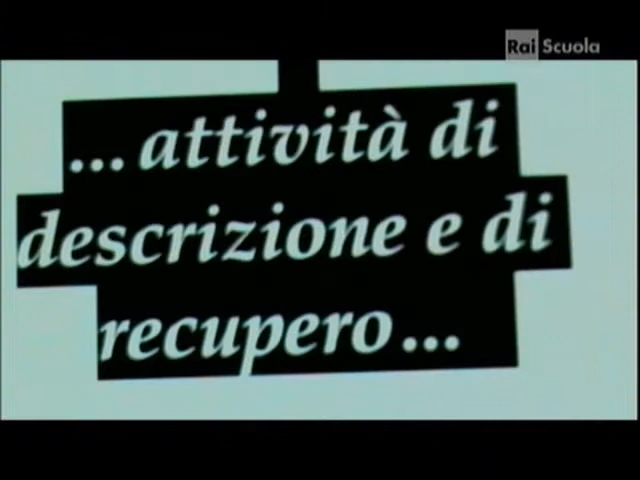 Rai Scuola
... attività di
descrizione e di
recupero...